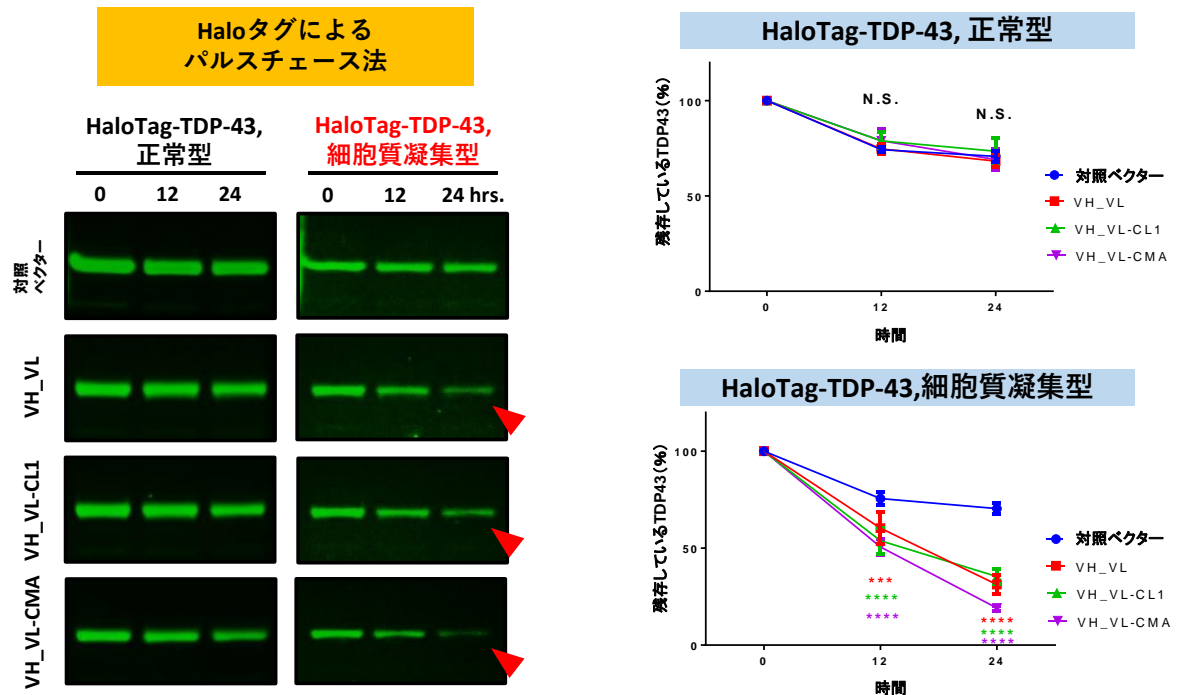 Haloタグによる
パルスチェース法
HaloTag-TDP-43,
正常型
HaloTag-TDP-43,
細胞質凝集型
0 12 24
0 12 24 hrs.
対照
ベクター
VH_VL
VH_VL-CL1
VH_VL-CMA
HaloTag-TDP-43, 正常型
残存しているTDP43(%)
100
50
0
N.S.
N.S.
対照ベクター
VH_VL
VH_VL-CL1
VH_VL-CMA
0 12 24
時間
HaloTag-TDP-43,細胞質凝集型
残存しているTDP43(%)
100
50
0
***
****
****
****
****
****
対照ベクター
VH_VL
VH_VL-CL1
VH_VL-CMA
0 12 24
時間